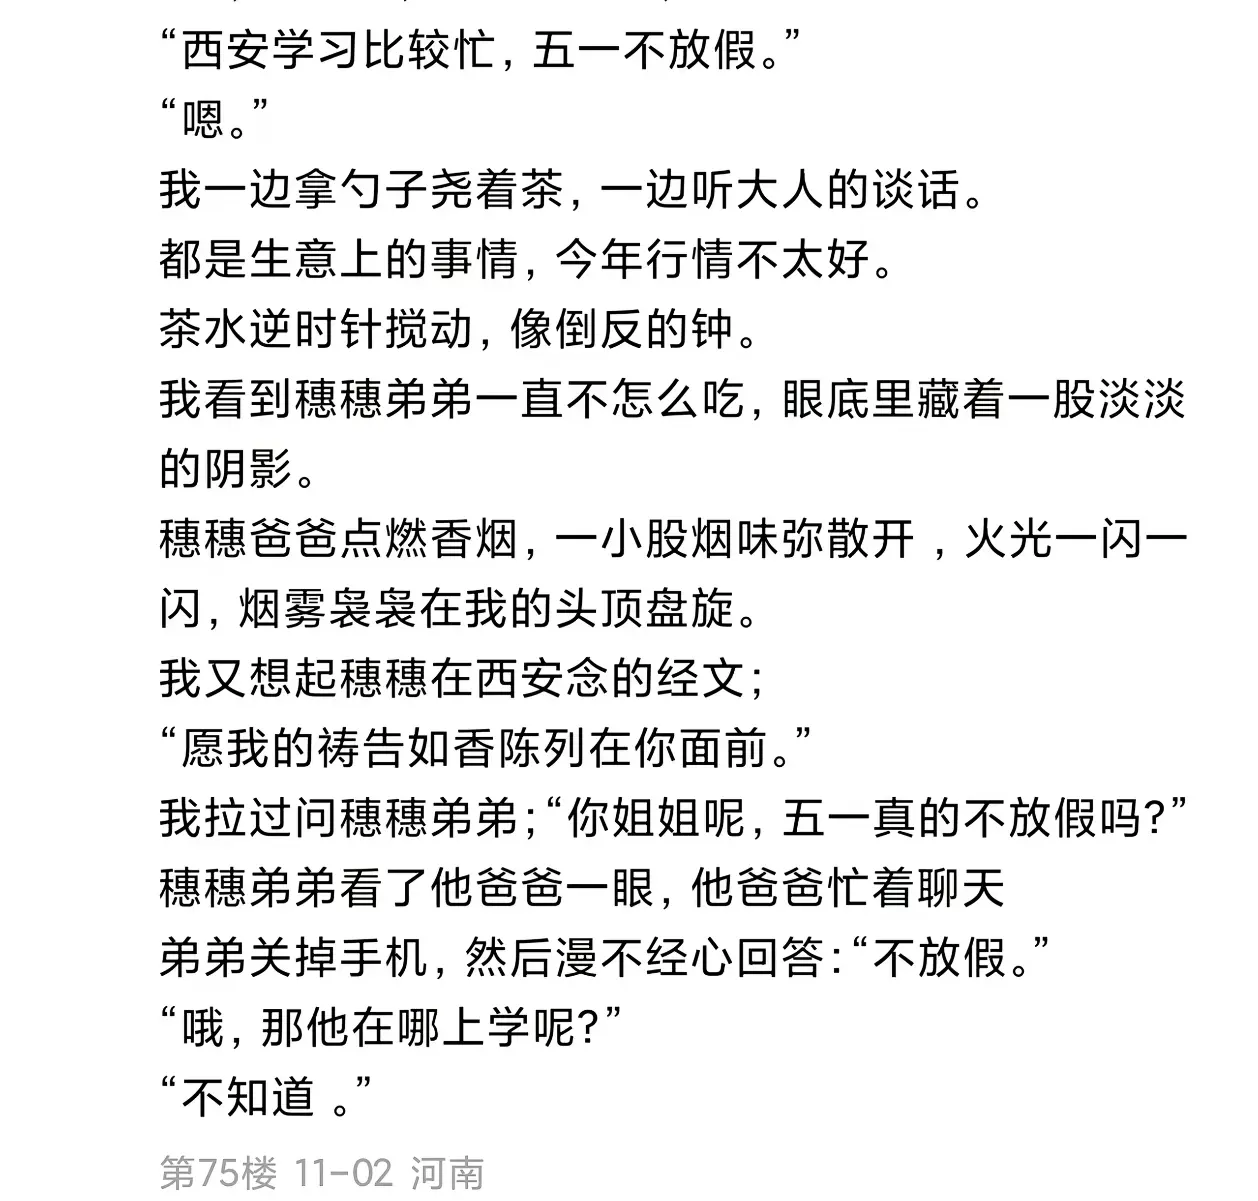 “西安学习比较忙，五一不放假。”
“嗯。”
我一边拿勺子尧着茶，一边听大人的谈话。
都是生意上的事情，今年行情不太好。
茶水逆时针搅动，像倒反的钟。
我看到穗穗弟弟一直不怎么吃，眼底里藏着一股淡淡
的阴影。
穗穗爸爸点燃香烟，一小股烟味弥散开 ，火光一闪一
闪，烟雾袅袅在我的头顶盘旋。
我又想起穗穗在西安念的经文；
“愿我的祷告如香陈列在你面前。”
我拉过问穗穗弟弟；“你姐姐呢，五一真的不放假吗？”
穗穗弟弟看了他爸爸一眼，他爸爸忙着聊天
弟弟关掉手机，然后漫不经心回答：“不放假。”
“哦，那他在哪上学呢？”
“不知道 。”
第75楼 11-02 河南